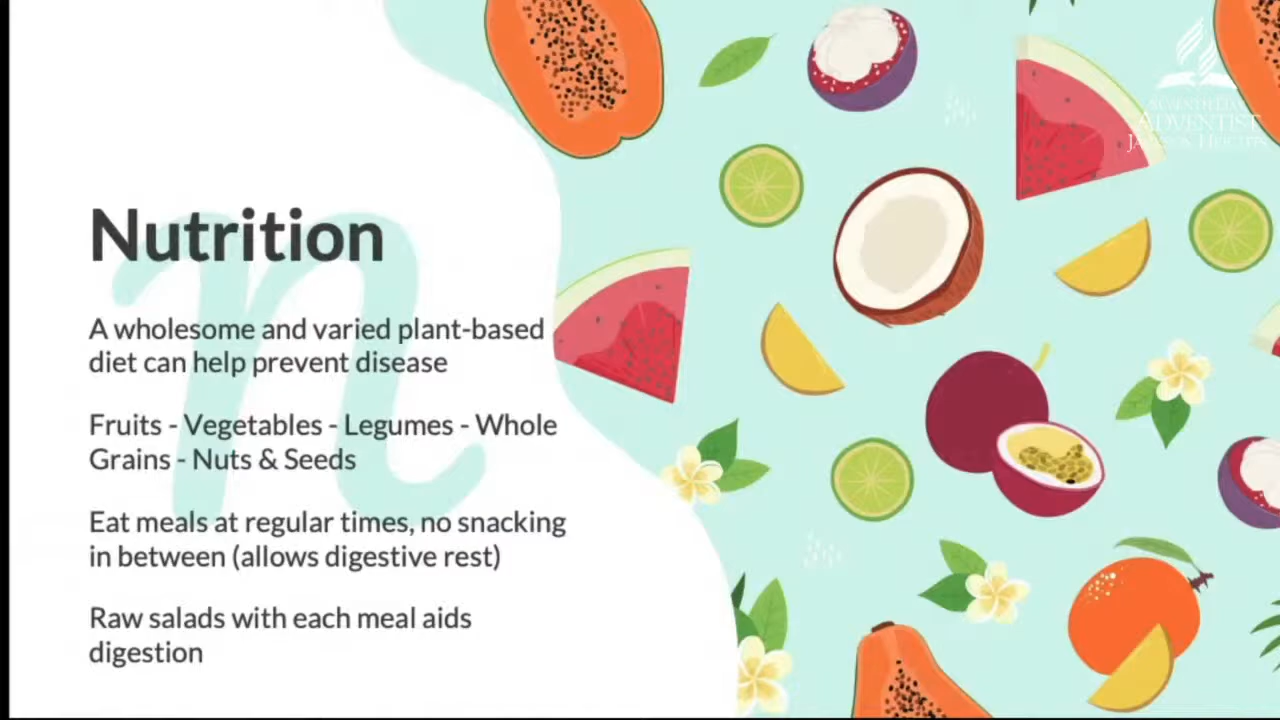 Nutrition
A wholesome and varied plant-based
diet can help prevent disease
Fruits - Vegetables - Legumes - Whole
Grains - Nuts & Seeds
Eat meals at regular times, no snacking
in between (allows digestive rest)
Raw salads with each meal aids
digestion
n
ADVENTIST